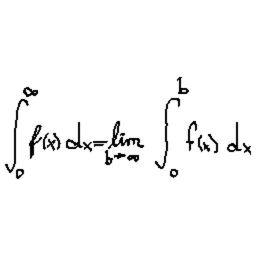 ∫₀^∞ f(x) dx = lim_{b→∞} ∫₀^b f(x) dx